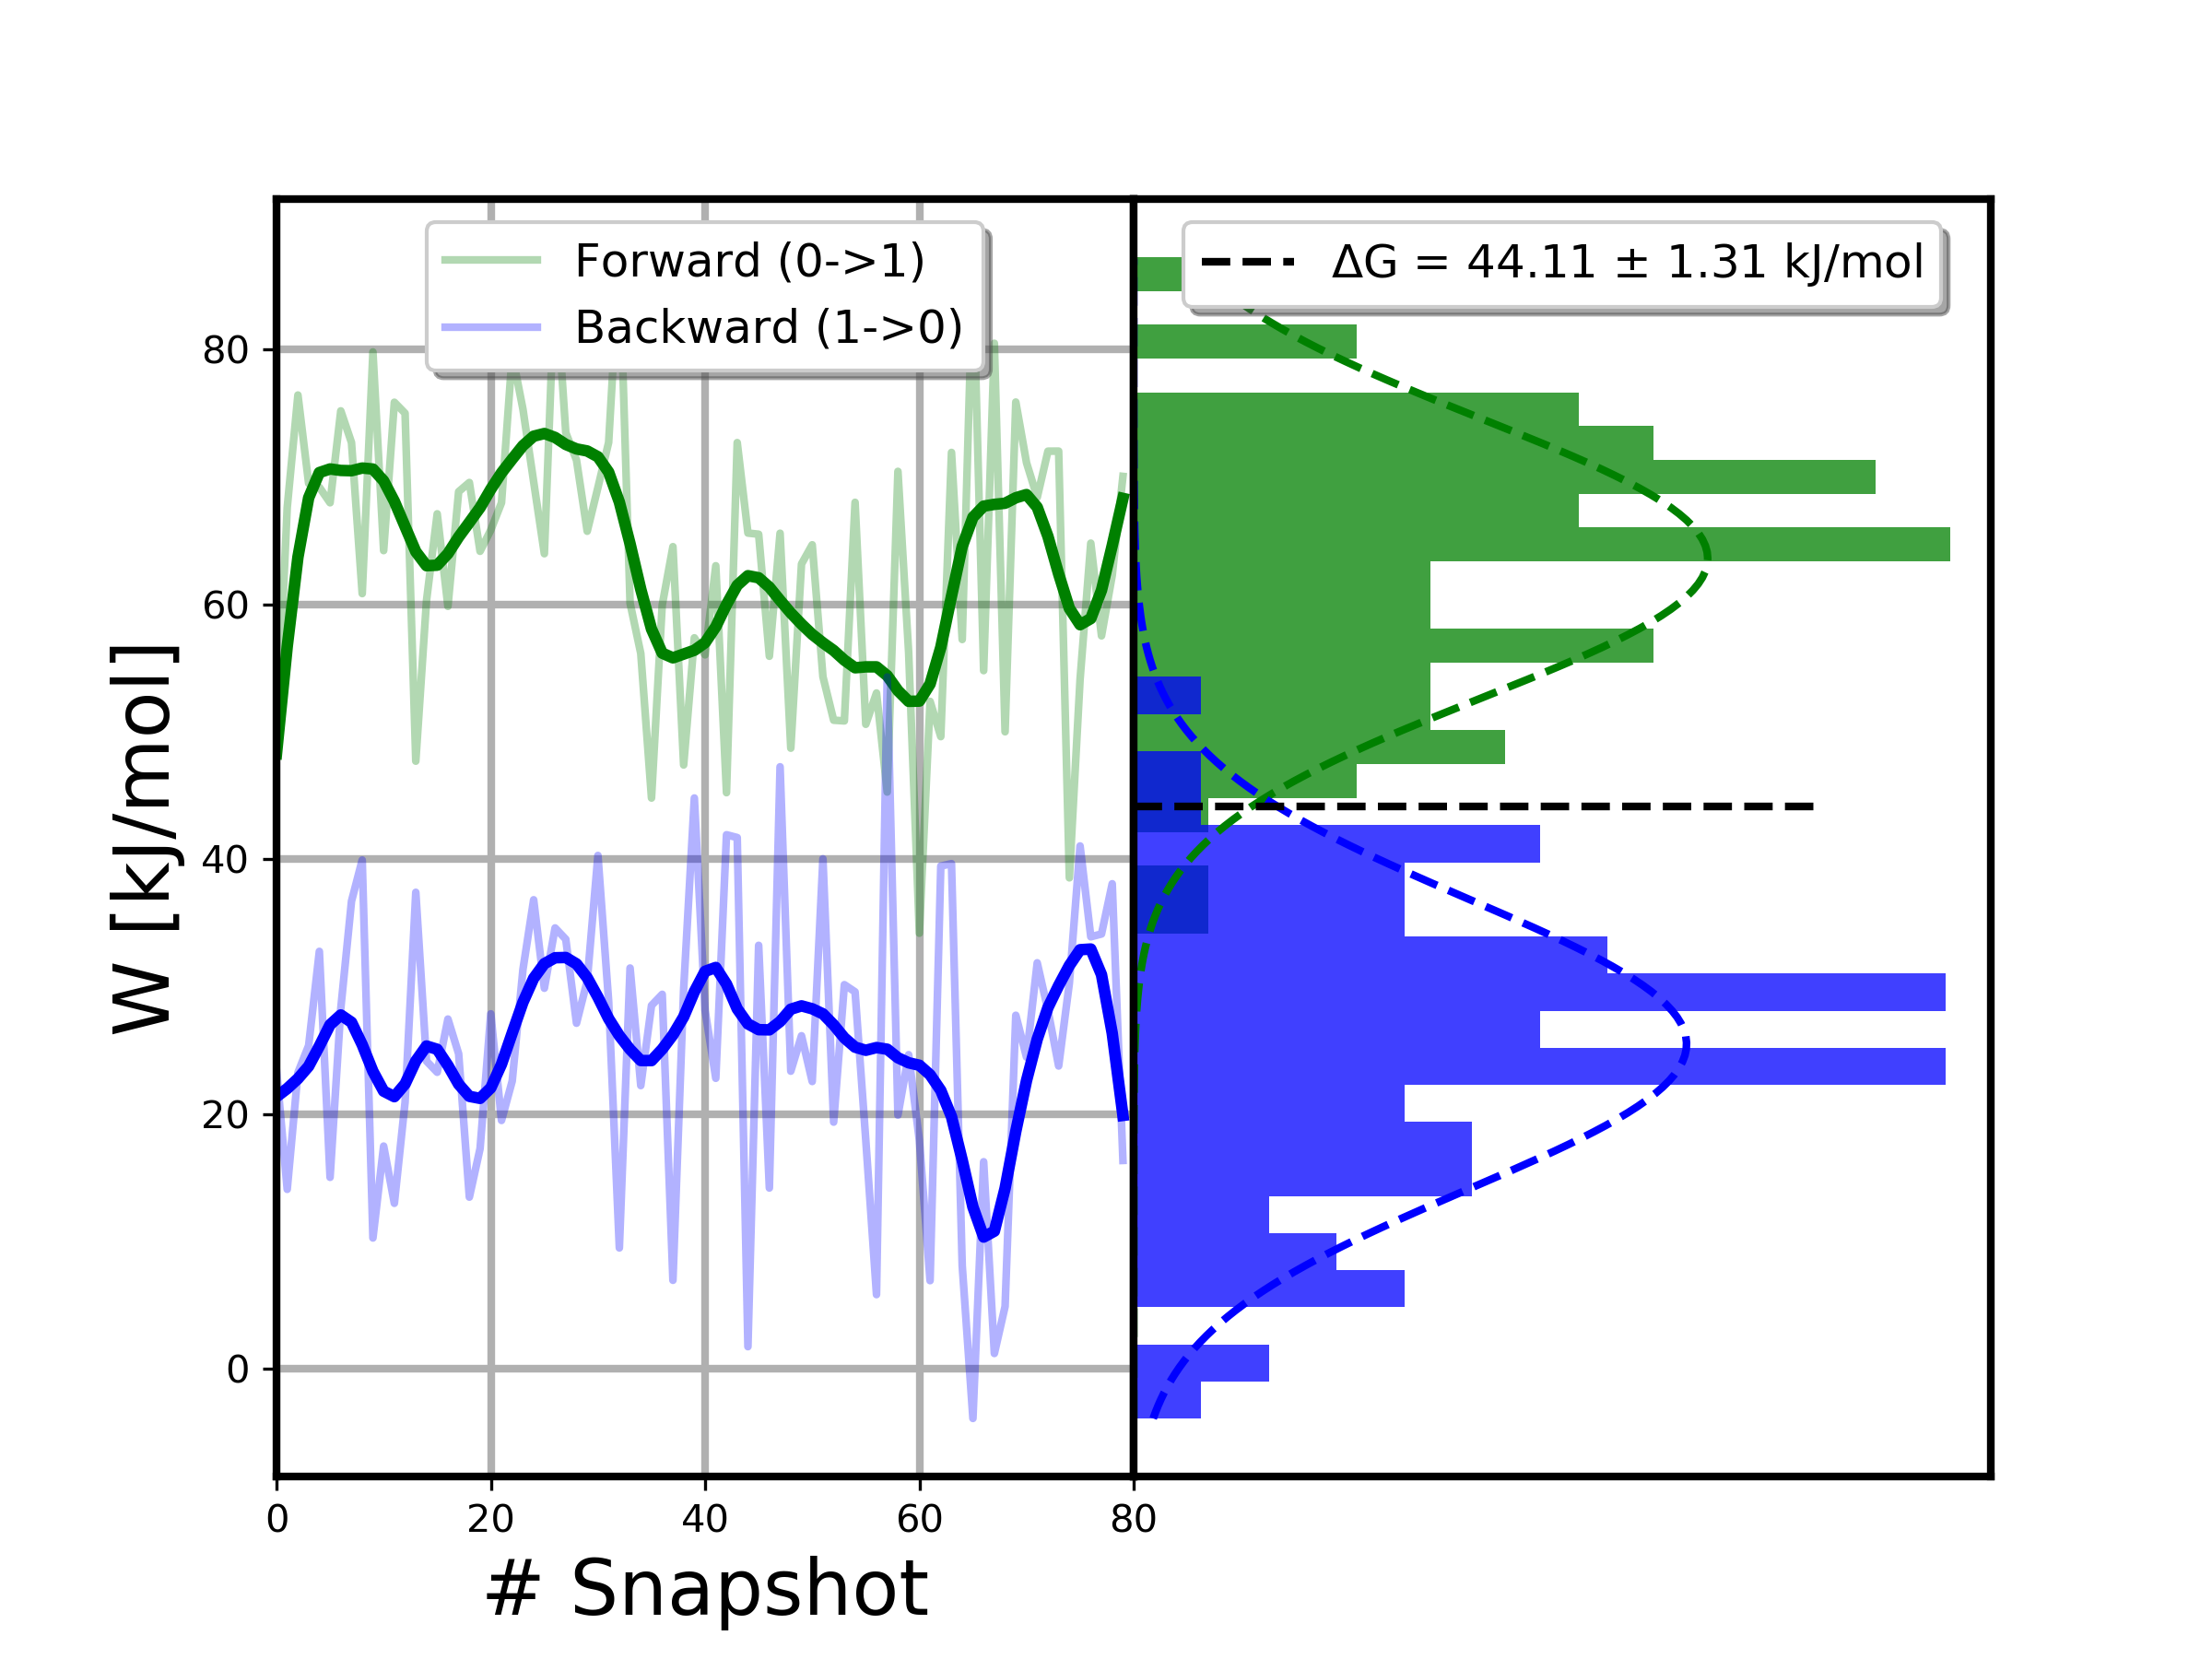 Forward (0->1)
Backward (1->0)
ΔG = 44.11 ± 1.31 kJ/mol
W [kJ/mol]
80
60
40
20
0
0 20 40 60 80
# Snapshot